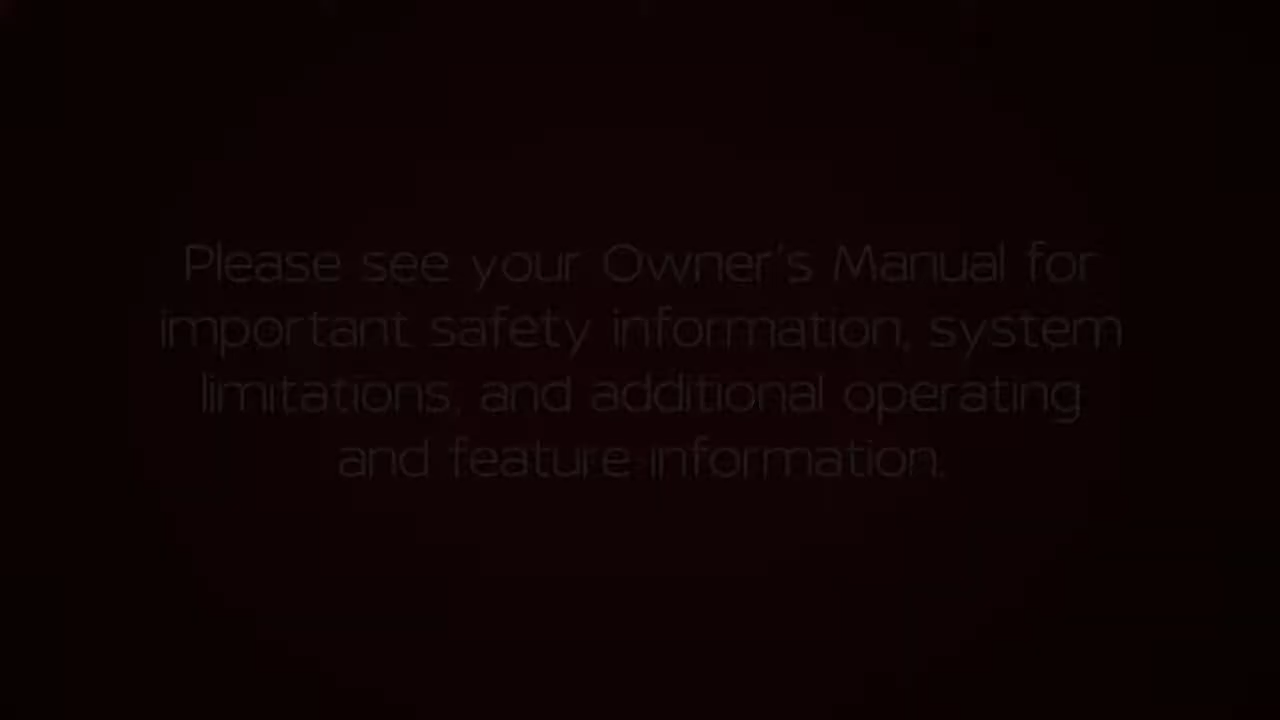 Please see your Owner's Manual for
important safety information, system
limitations, and additional operating
and feature information.